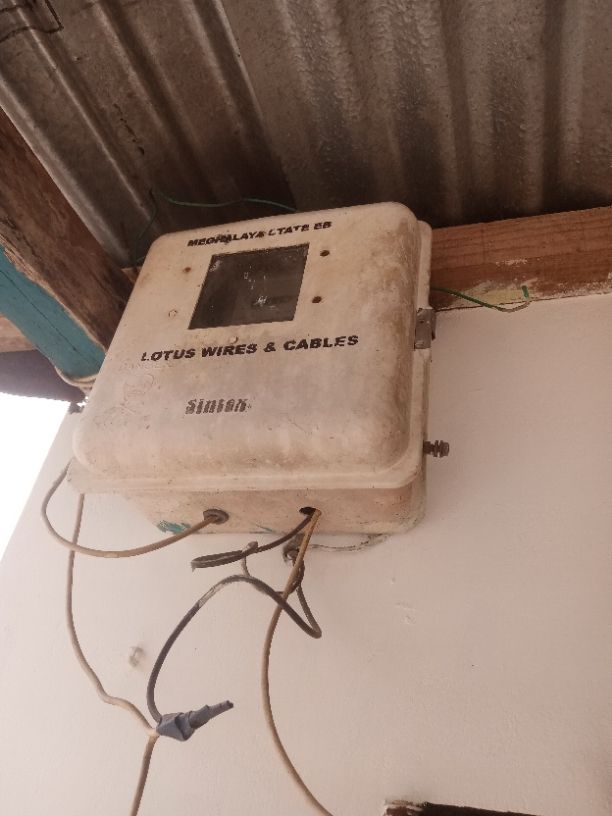 MEGHALAYA STATE EB
LOTUS WIRES & CABLES
Sintex